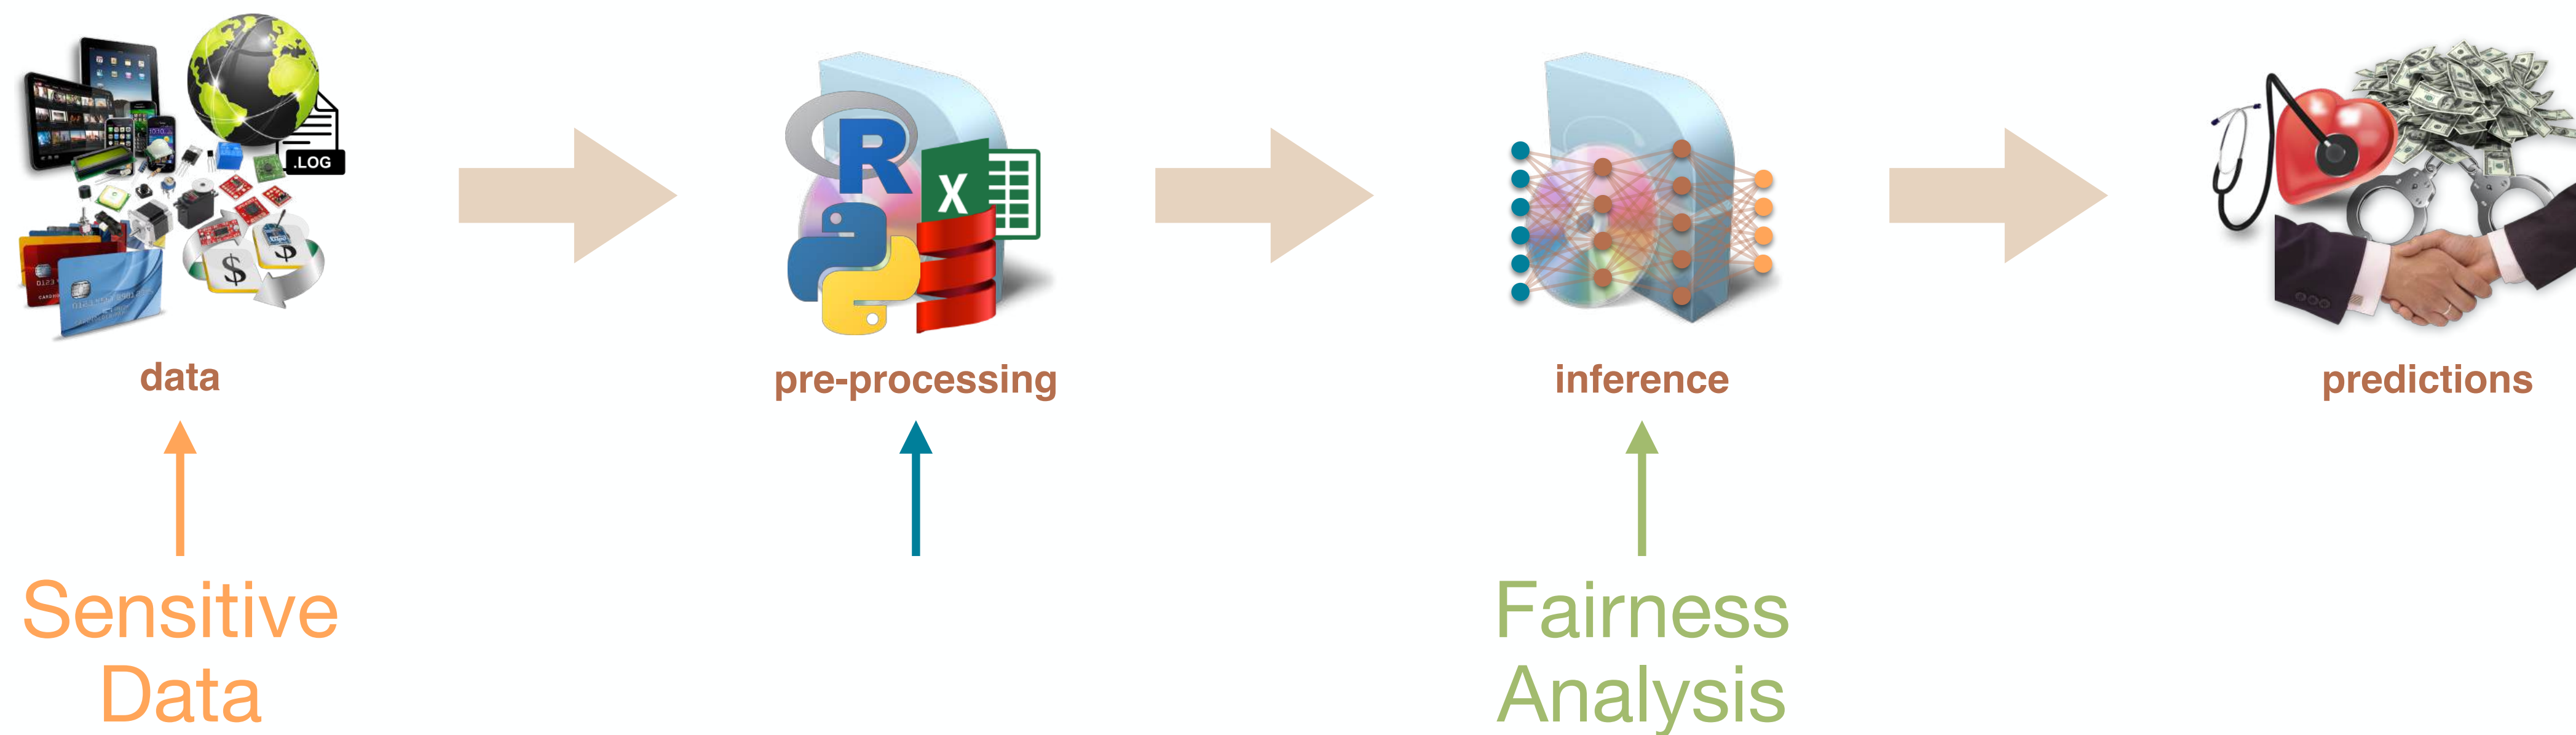 .LOG
R
X
$
$
data
pre-processing
inference
predictions
Sensitive
Data
Fairness
Analysis